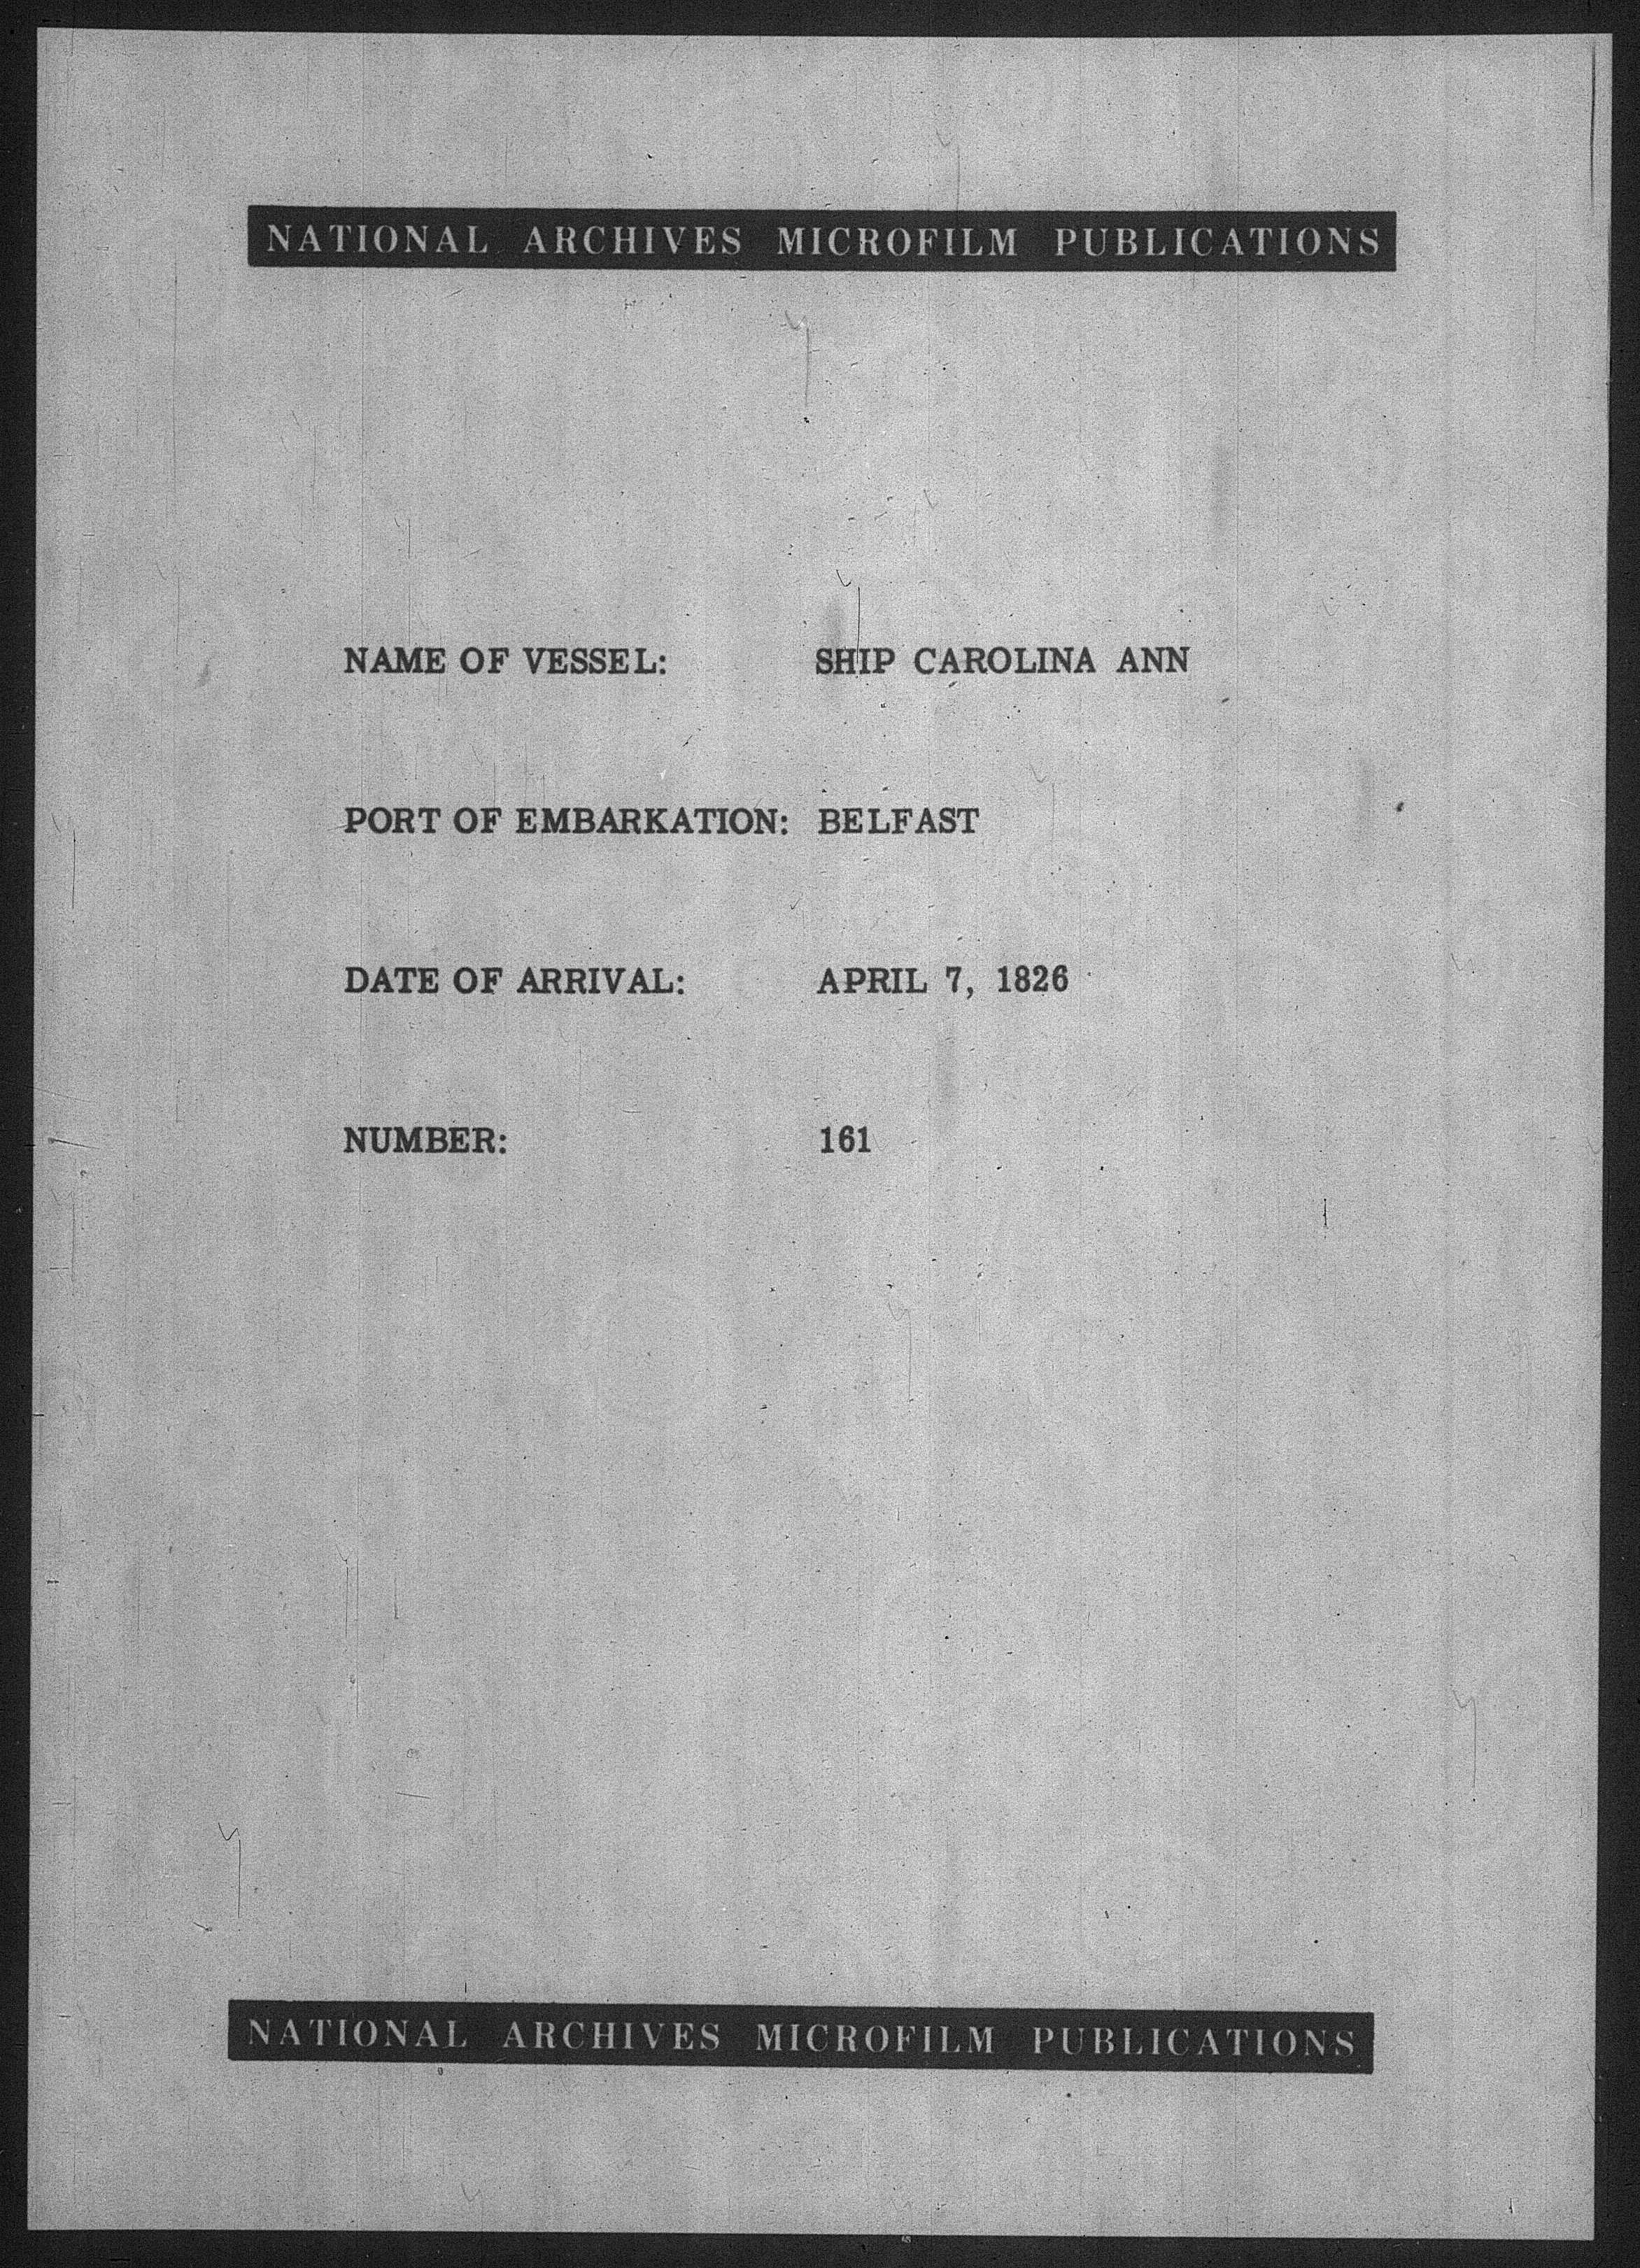 NATIONAL ARCHIVES MICROFILM PUBLICATIONS
NAME OF VESSEL: SHIP CAROLINA ANN
PORT OF EMBARKATION: BELFAST
DATE OF ARRIVAL: APRIL 7, 1826
NUMBER: 161
NATIONAL ARCHIVES MICROFILM PUBLICATIONS